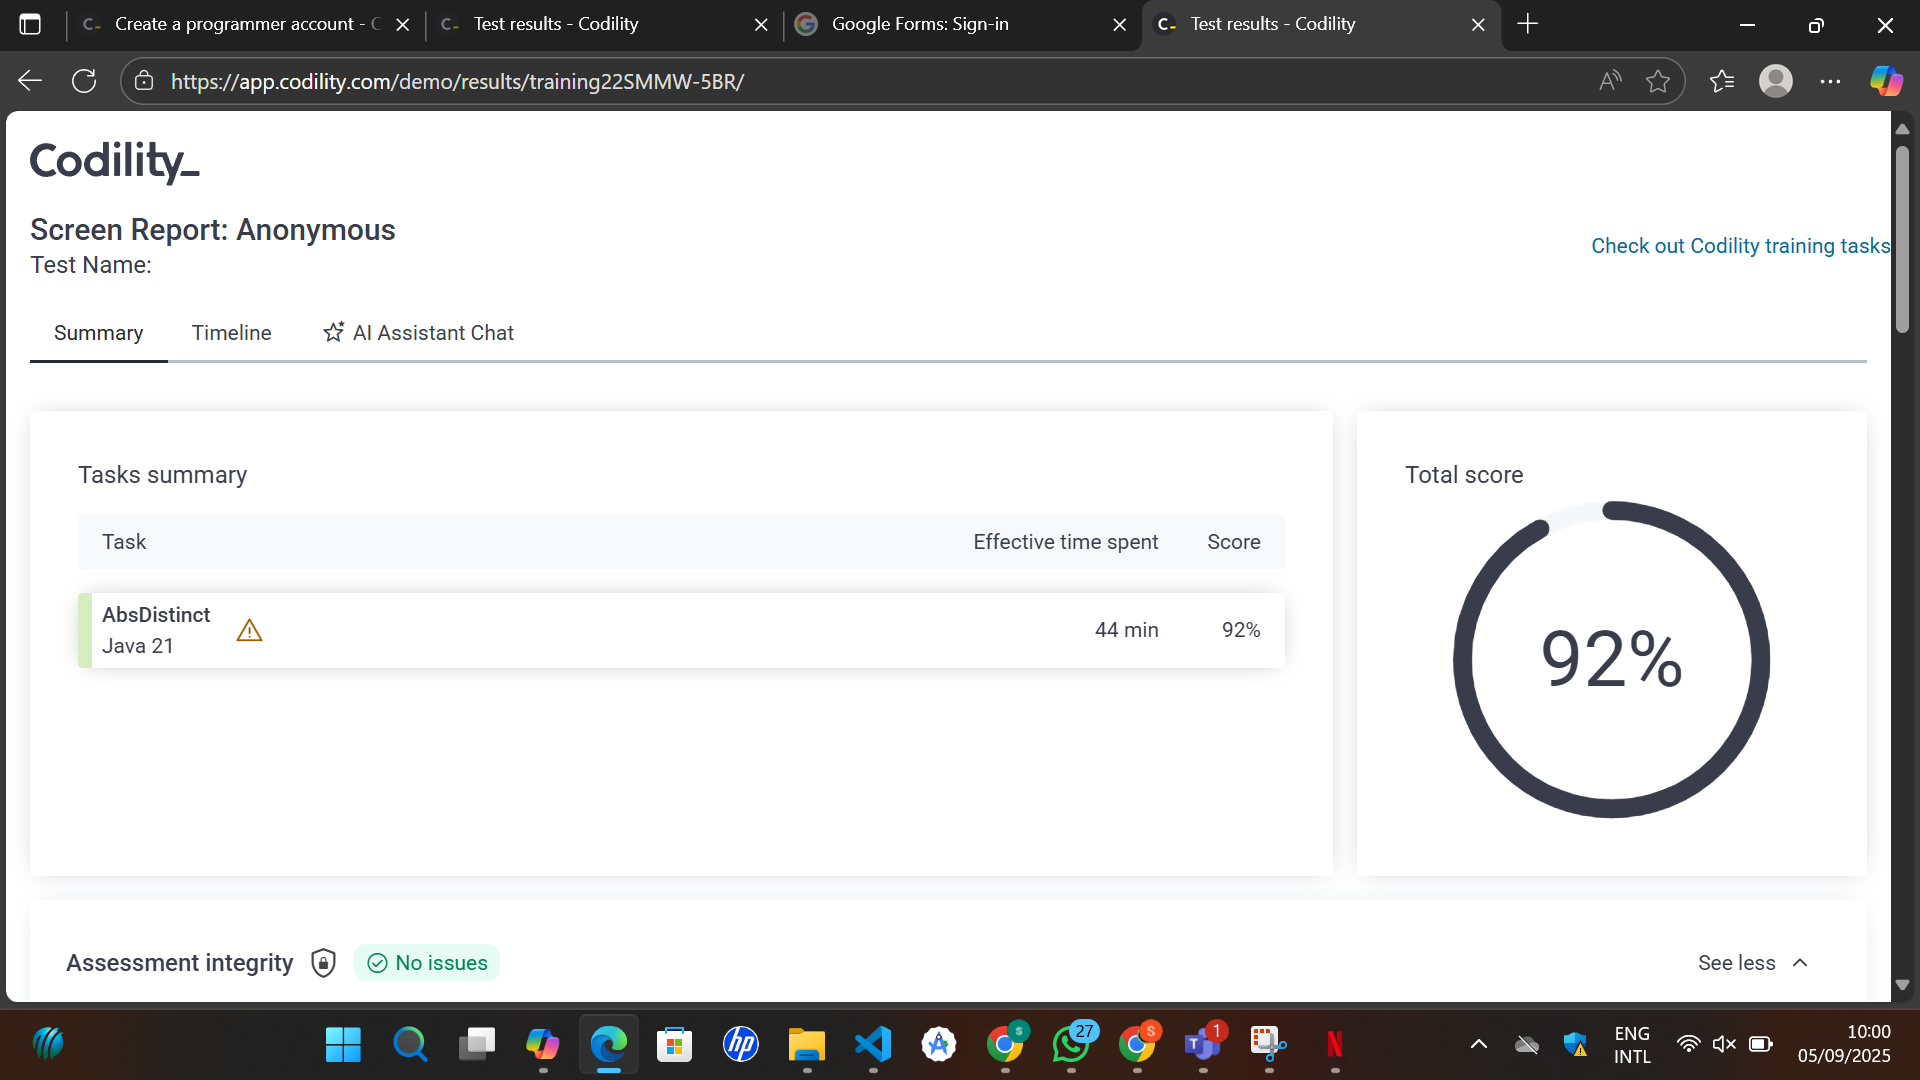 Create a programmer account - C
Test results - Codility
Google Forms: Sign-in
Test results - Codility
https://app.codility.com/demo/results/training22SMMW-5BR/
Codility_
Screen Report: Anonymous
Check out Codility training tasks
Test Name:
Summary
Timeline
AI Assistant Chat
Tasks summary
Total score
Task
Effective time spent
Score
AbsDistinct
Java 21
44 min
92%
92%
Assessment integrity
No issues
See less
hp
S
27
S
T
1
N
ENG
INTL
10:00
05/09/2025